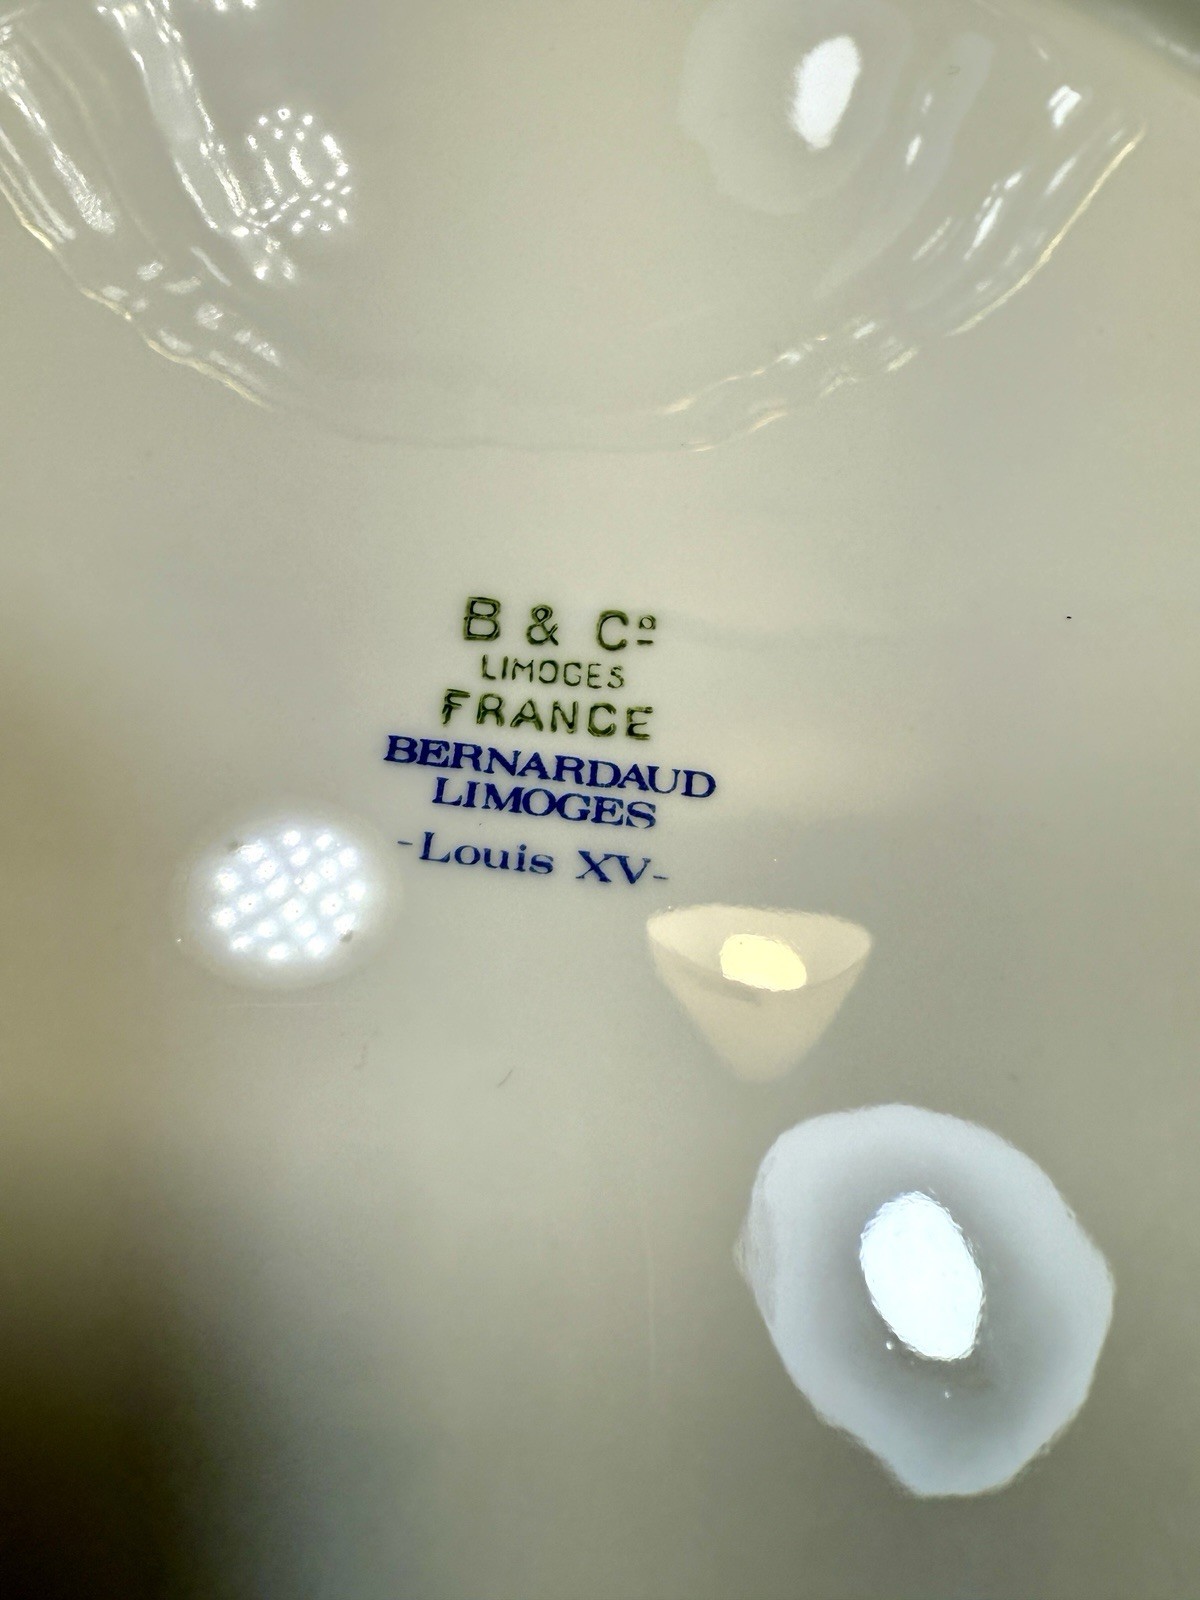 B & Cº
LIMOGES
FRANCE
BERNARDAUD
LIMOGES
-Louis XV-